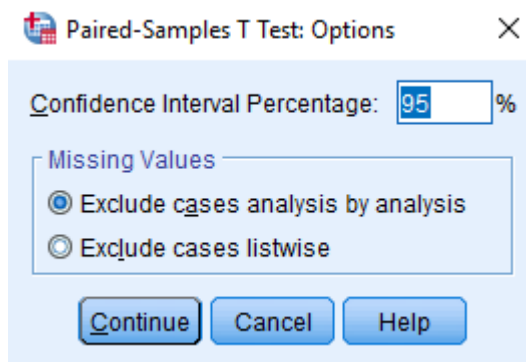 Paired-Samples T Test: Options
Confidence Interval Percentage: 95 %
Missing Values
Exclude cases analysis by analysis
Exclude cases listwise
Continue Cancel Help